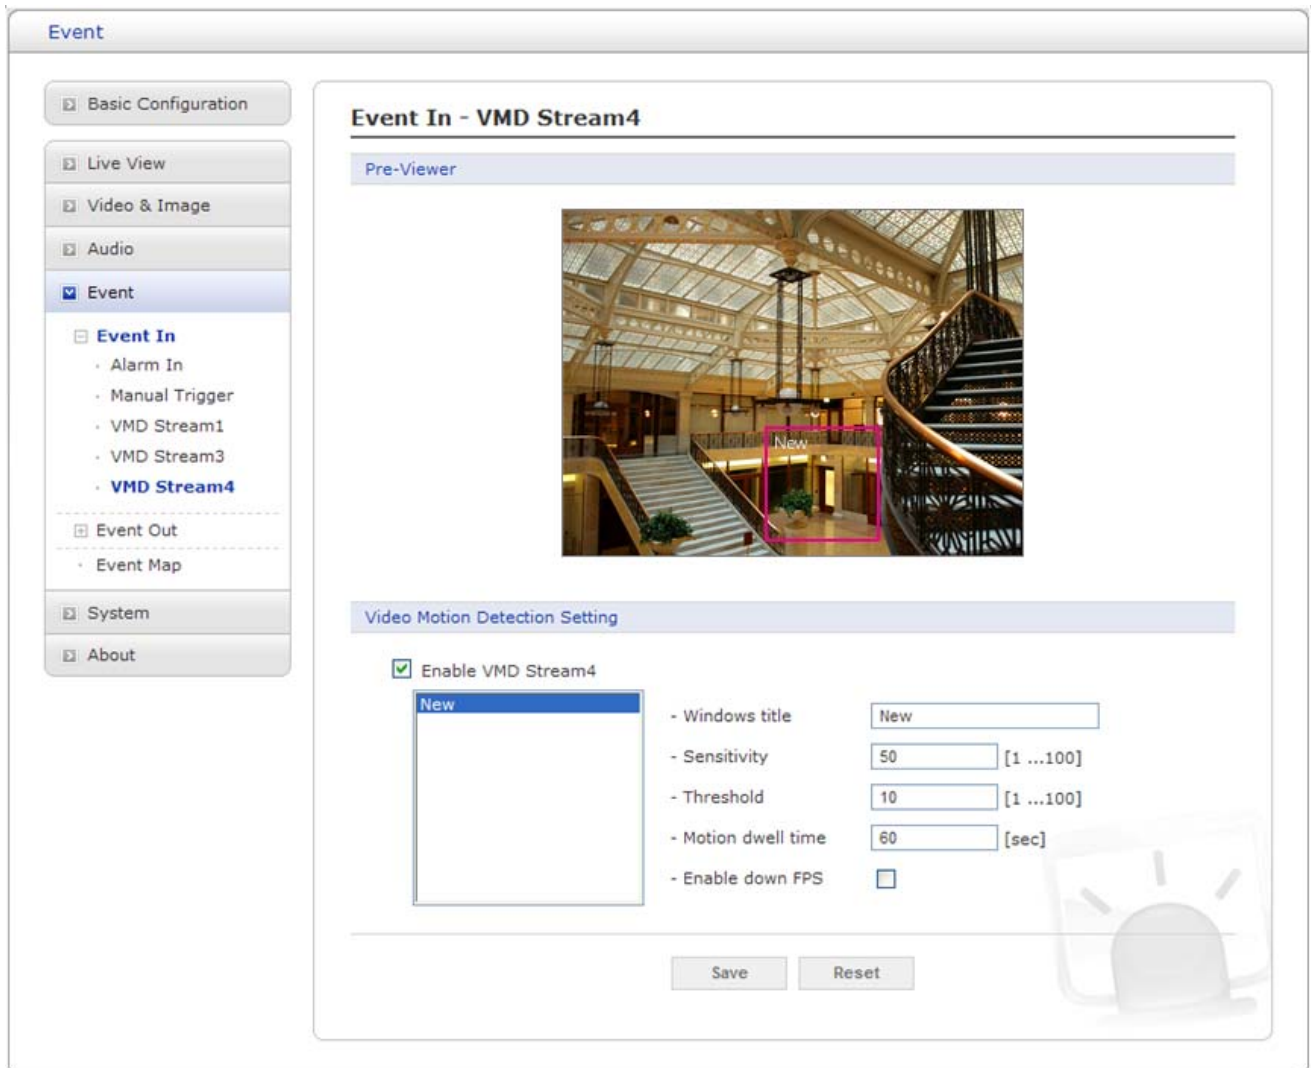 Event
Basic Configuration
Live View
Video & Image
Audio
Event
Event In
Alarm In
Manual Trigger
VMD Stream1
VMD Stream3
VMD Stream4
Event Out
Event Map
System
About
Event In - VMD Stream4
Pre-Viewer
New
Video Motion Detection Setting
Enable VMD Stream4
New
- Windows title New
- Sensitivity 50 [1 ...100]
- Threshold 10 [1 ...100]
- Motion dwell time 60 [sec]
- Enable down FPS
Save Reset